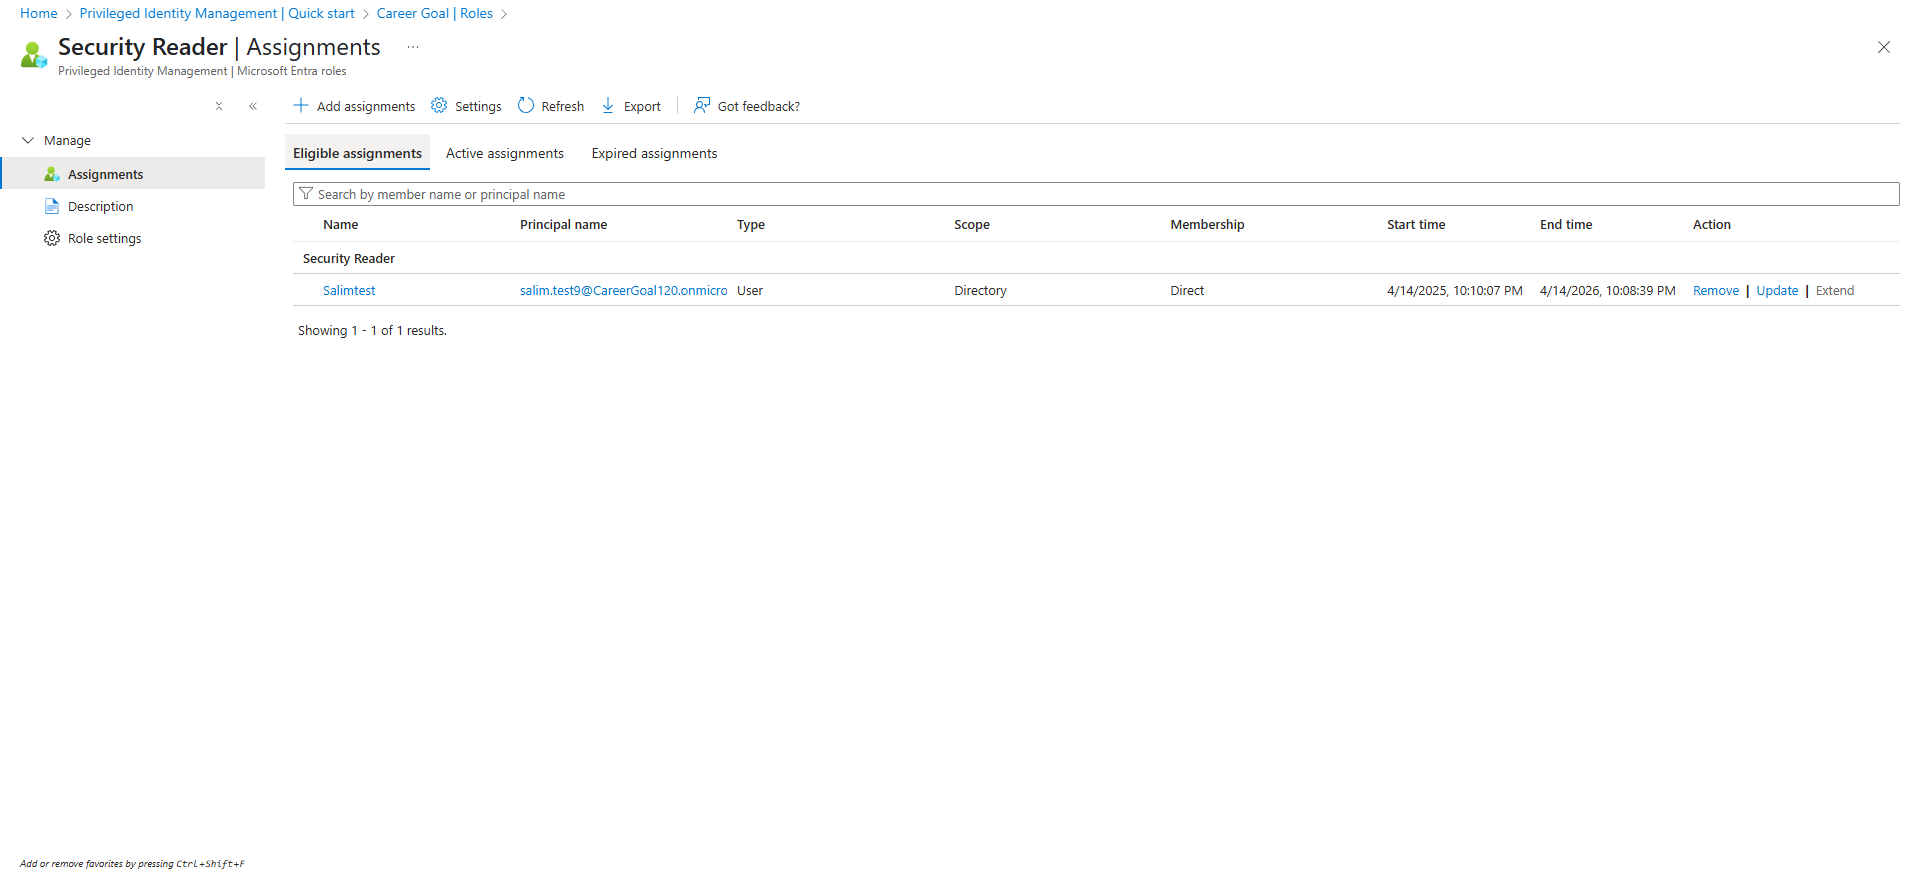 Home > Privileged Identity Management | Quick start > Career Goal | Roles >
Security Reader | Assignments ...
Privileged Identity Management | Microsoft Entra roles
Add assignments Settings Refresh Export Got feedback?
Manage
Assignments
Description
Role settings
Eligible assignments Active assignments Expired assignments
Search by member name or principal name
Name Principal name Type Scope Membership Start time End time Action
Security Reader
Salimtest salim.test9@CareerGoal120.onmicro User Directory Direct 4/14/2025, 10:10:07 PM 4/14/2026, 10:08:39 PM Remove | Update | Extend
Showing 1 - 1 of 1 results.
Add or remove favorites by pressing Ctrl+Shift+F